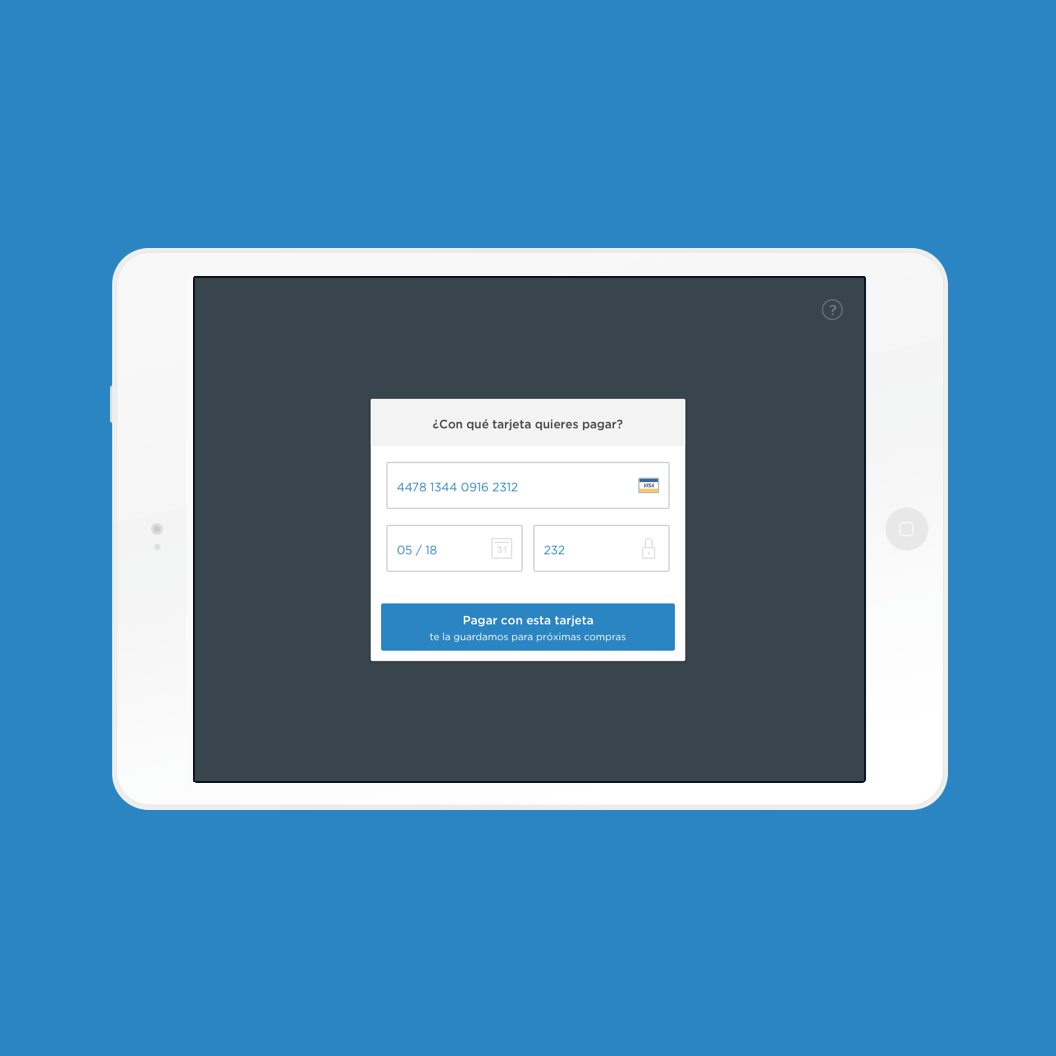 ?
¿Con qué tarjeta quieres pagar?
4478 1344 0916 2312
VISA
05 / 18
31
232
Pagar con esta tarjeta
te la guardamos para próximas compras